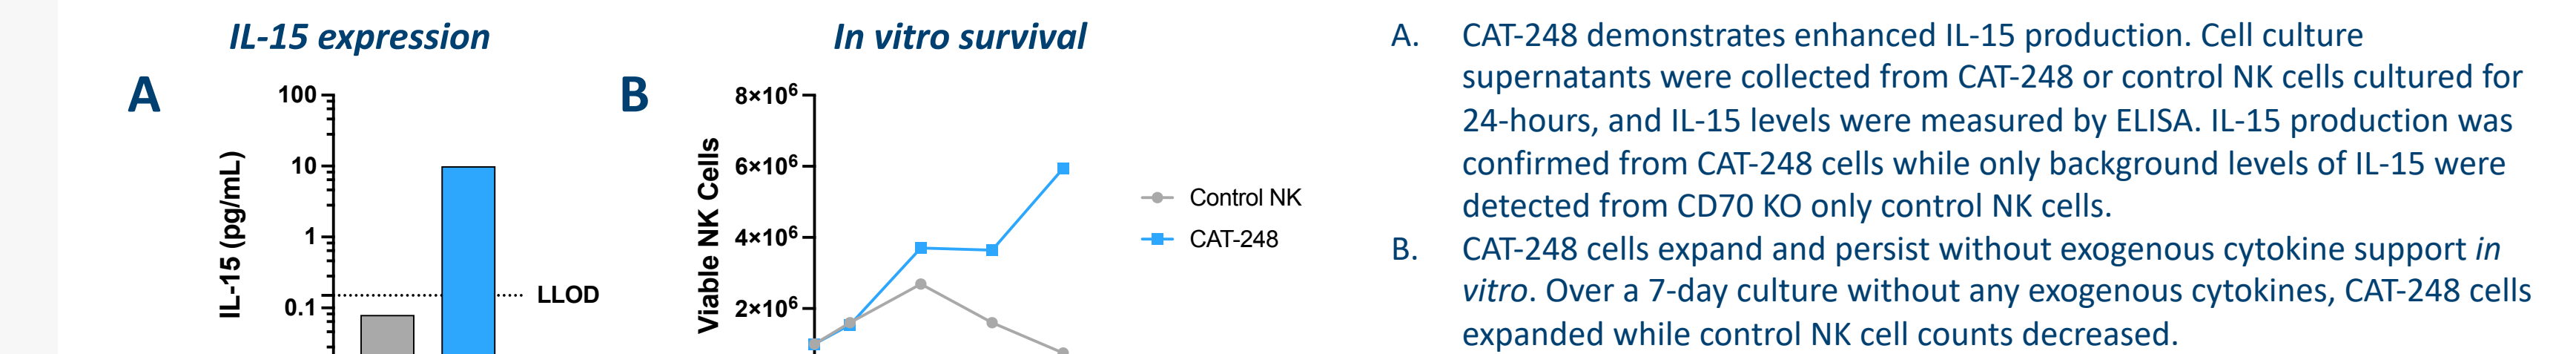 IL-15 expression
A
100
10
1
0.1
IL-15 (pg/mL)
LLOD
In vitro survival
B
8×10⁶
6×10⁶
4×10⁶
2×10⁶
Viable NK Cells
Control NK
CAT-248
A. CAT-248 demonstrates enhanced IL-15 production. Cell culture
supernatants were collected from CAT-248 or control NK cells cultured for
24-hours, and IL-15 levels were measured by ELISA. IL-15 production was
confirmed from CAT-248 cells while only background levels of IL-15 were
detected from CD70 KO only control NK cells.
B. CAT-248 cells expand and persist without exogenous cytokine support in
vitro. Over a 7-day culture without any exogenous cytokines, CAT-248 cells
expanded while control NK cell counts decreased.